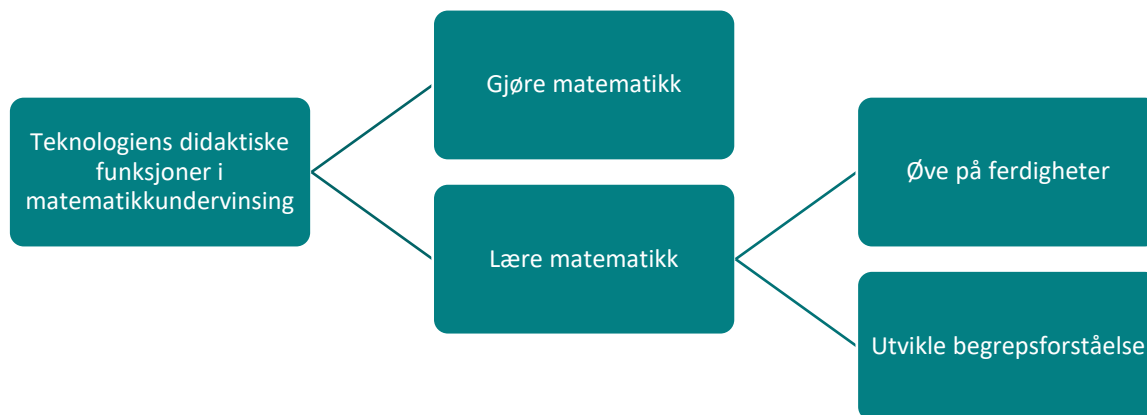 Teknologiens didaktiske
funksjoner i
matematikkundervinsing
Gjøre matematikk
Lære matematikk
Øve på ferdigheter
Utvikle begrepsforståelse